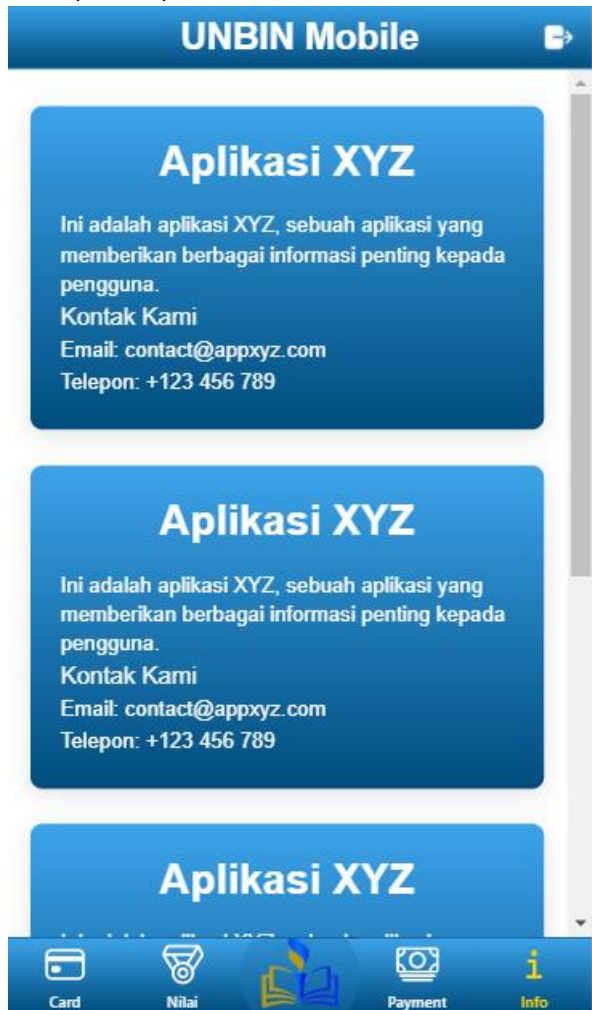 UNBIN Mobile
Aplikasi XYZ
Ini adalah aplikasi XYZ, sebuah aplikasi yang
memberikan berbagai informasi penting kepada
pengguna.
Kontak Kami
Email: contact@appxyz.com
Telepon: +123 456 789
Aplikasi XYZ
Ini adalah aplikasi XYZ, sebuah aplikasi yang
memberikan berbagai informasi penting kepada
pengguna.
Kontak Kami
Email: contact@appxyz.com
Telepon: +123 456 789
Aplikasi XYZ
Card Nilai Payment Info